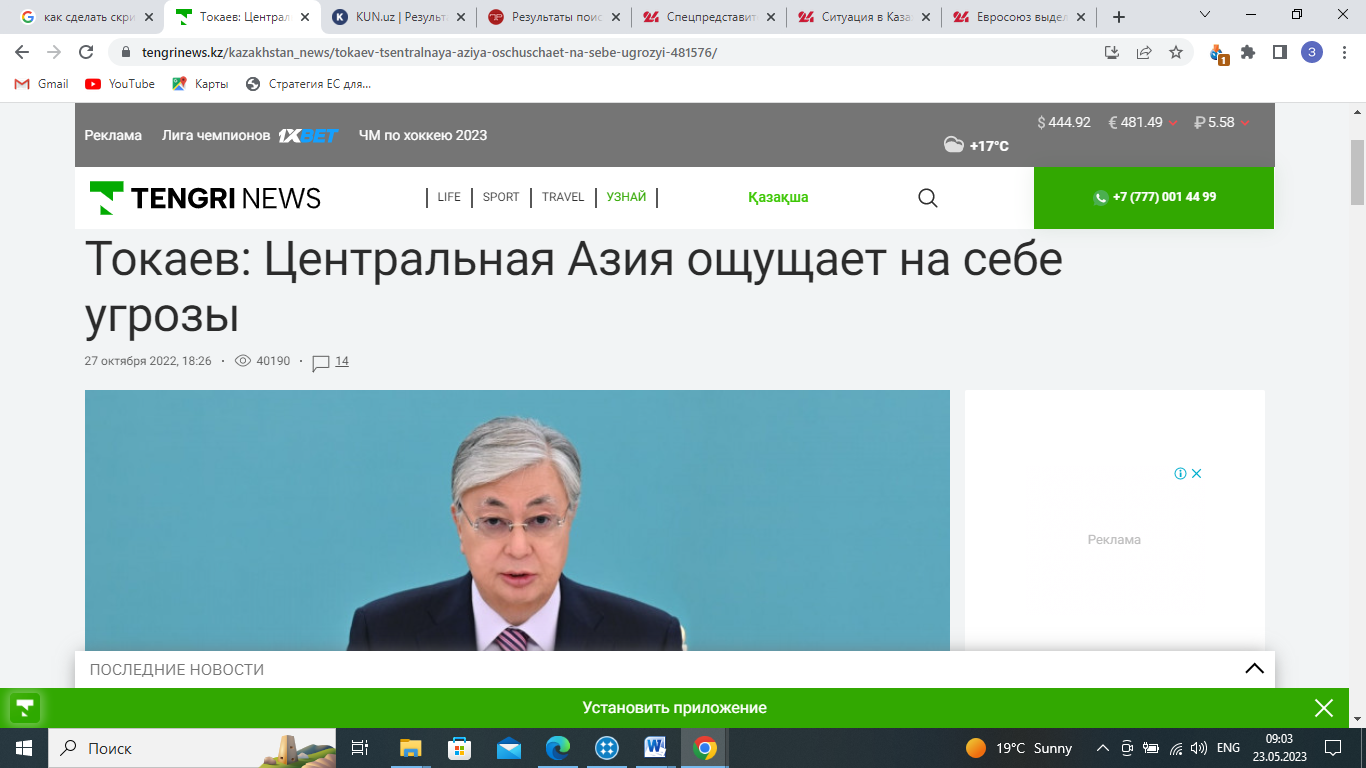 как сделать скри
Токаев: Централ
KUN.uz | Результ
Результаты поис
Спецпредставит
Ситуация в Каза
Евросоюз выдел
tengrinews.kz/kazakhstan_news/tokaev-tsentralnaya-aziya-oschuschaet-na-sebe-ugrozyi-481576/
1
З
Gmail
YouTube
Карты
Стратегия ЕС для...
Реклама
Лига чемпионов
1XBET
ЧМ по хоккею 2023
+17°C
$ 444.92
€ 481.49
₽ 5.58
TENGRI NEWS
LIFE
SPORT
TRAVEL
УЗНАЙ
Қазақша
+7 (777) 001 44 99
Токаев: Центральная Азия ощущает на себе
угрозы
27 октября 2022, 18:26 • 40190 • 14
Реклама
ПОСЛЕДНИЕ НОВОСТИ
Установить приложение
Поиск
19°C Sunny
ENG
09:03
23.05.2023